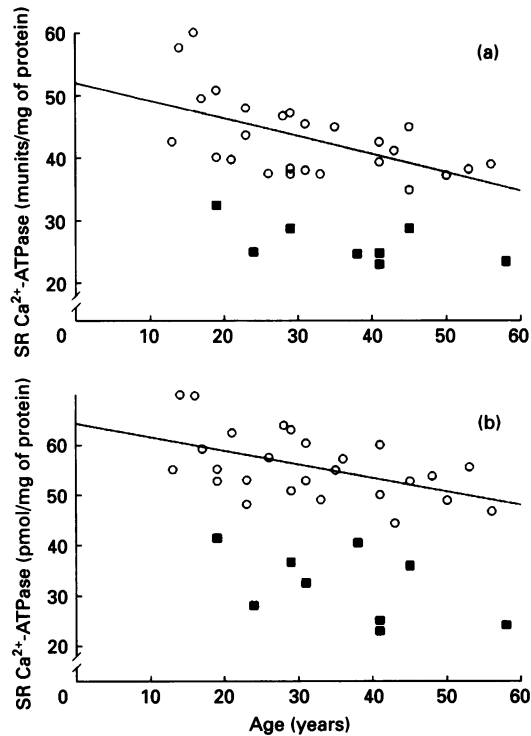 (a)
SR Ca²⁺-ATPase (munits/mg of protein)
60
50
40
30
20
0 10 20 30 40 50 60
(b)
SR Ca²⁺-ATPase (pmol/mg of protein)
60
50
40
30
20
0 10 20 30 40 50 60
Age (years)